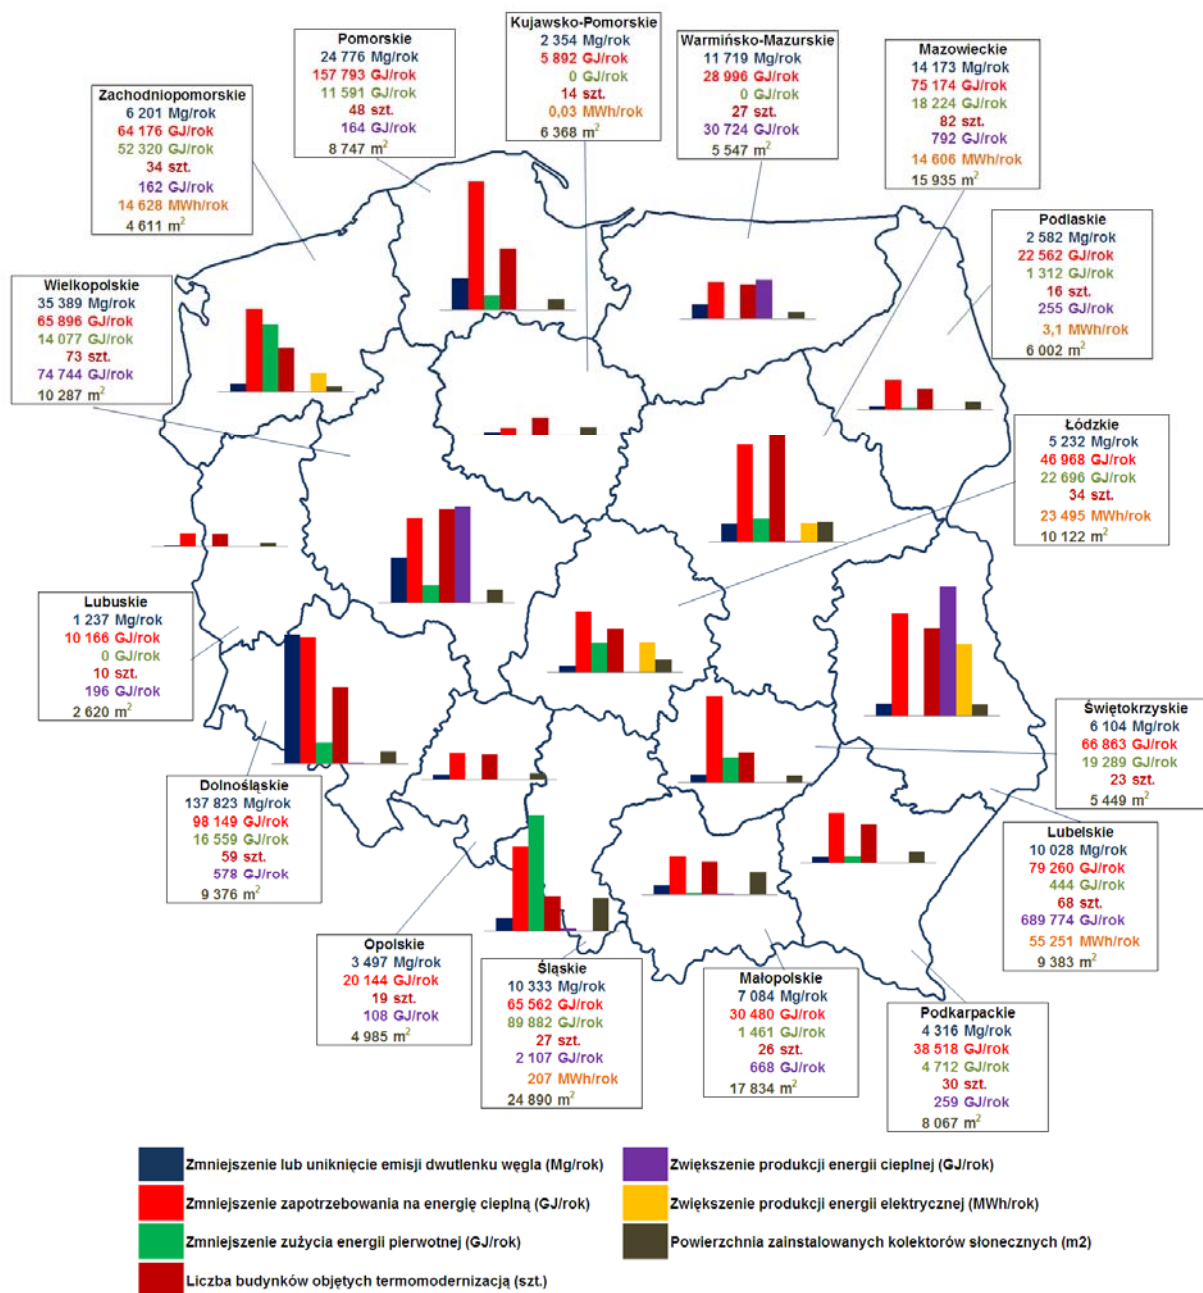 Kujawsko-Pomorskie
2 354 Mg/rok
5 892 GJ/rok
0 GJ/rok
14 szt.
0,03 MWh/rok
6 368 m²
Pomorskie
24 776 Mg/rok
157 793 GJ/rok
11 591 GJ/rok
48 szt.
164 GJ/rok
8 747 m²
Warmińsko-Mazurskie
11 719 Mg/rok
28 996 GJ/rok
0 GJ/rok
27 szt.
30 724 GJ/rok
5 547 m²
Mazowieckie
14 173 Mg/rok
75 174 GJ/rok
18 224 GJ/rok
82 szt.
792 GJ/rok
14 606 MWh/rok
15 935 m²
Zachodniopomorskie
6 201 Mg/rok
64 176 GJ/rok
52 320 GJ/rok
34 szt.
162 GJ/rok
14 628 MWh/rok
4 611 m²
Podlaskie
2 582 Mg/rok
22 562 GJ/rok
1 312 GJ/rok
16 szt.
255 GJ/rok
3,1 MWh/rok
6 002 m²
Wielkopolskie
35 389 Mg/rok
65 896 GJ/rok
14 077 GJ/rok
73 szt.
74 744 GJ/rok
10 287 m²
Łódzkie
5 232 Mg/rok
46 968 GJ/rok
22 696 GJ/rok
34 szt.
23 495 MWh/rok
10 122 m²
Lubuskie
1 237 Mg/rok
10 166 GJ/rok
0 GJ/rok
10 szt.
196 GJ/rok
2 620 m²
Świętokrzyskie
6 104 Mg/rok
66 863 GJ/rok
19 289 GJ/rok
23 szt.
5 449 m²
Dolnośląskie
137 823 Mg/rok
98 149 GJ/rok
16 559 GJ/rok
59 szt.
578 GJ/rok
9 376 m²
Lubelskie
10 028 Mg/rok
79 260 GJ/rok
444 GJ/rok
68 szt.
689 774 GJ/rok
55 251 MWh/rok
9 383 m²
Opolskie
3 497 Mg/rok
20 144 GJ/rok
19 szt.
108 GJ/rok
4 985 m²
Śląskie
10 333 Mg/rok
65 562 GJ/rok
89 882 GJ/rok
27 szt.
2 107 GJ/rok
207 MWh/rok
24 890 m²
Małopolskie
7 084 Mg/rok
30 480 GJ/rok
1 461 GJ/rok
26 szt.
668 GJ/rok
17 834 m²
Podkarpackie
4 316 Mg/rok
38 518 GJ/rok
4 712 GJ/rok
30 szt.
259 GJ/rok
8 067 m²
Zmniejszenie lub uniknięcie emisji dwutlenku węgla (Mg/rok)
Zmniejszenie zapotrzebowania na energię cieplną (GJ/rok)
Zmniejszenie zużycia energii pierwotnej (GJ/rok)
Liczba budynków objętych termomodernizacją (szt.)
Zwiększenie produkcji energii cieplnej (GJ/rok)
Zwiększenie produkcji energii elektrycznej (MWh/rok)
Powierzchnia zainstalowanych kolektorów słonecznych (m2)